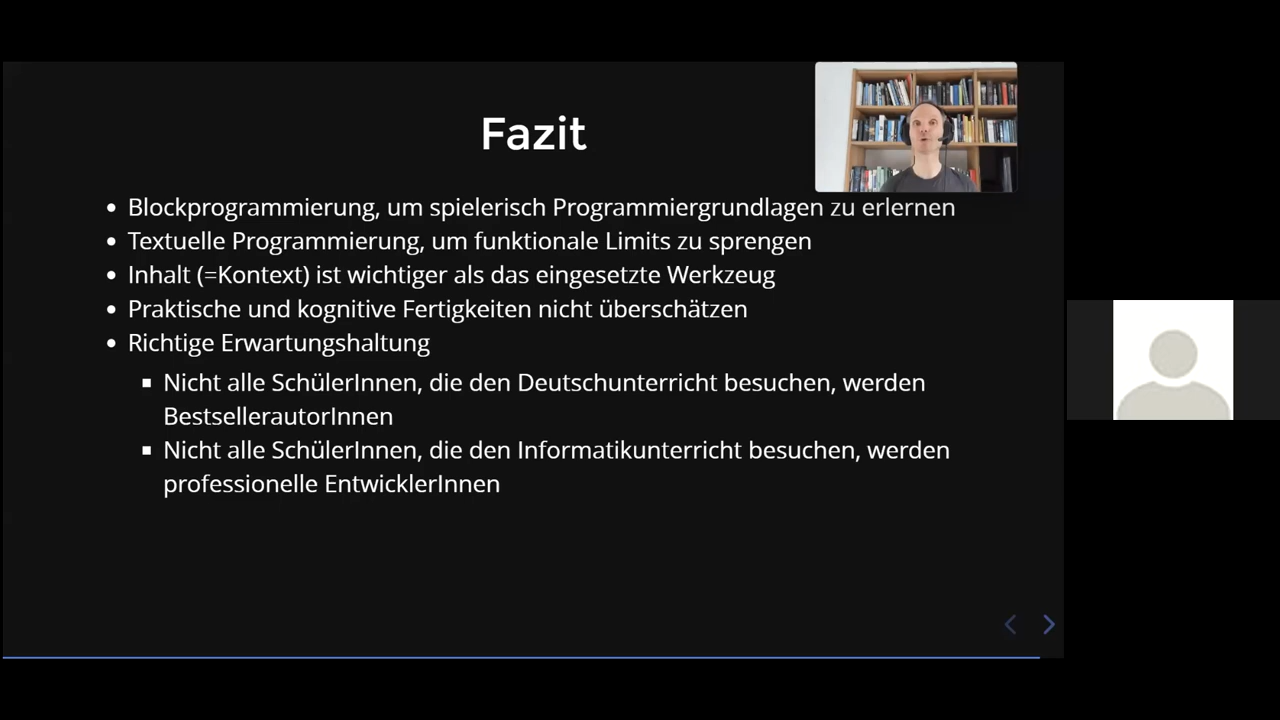 Fazit
Blockprogrammierung, um spielerisch Programmiergrundlagen zu erlernen
Textuelle Programmierung, um funktionale Limits zu sprengen
Inhalt (=Kontext) ist wichtiger als das eingesetzte Werkzeug
Praktische und kognitive Fertigkeiten nicht überschätzen
Richtige Erwartungshaltung
Nicht alle SchülerInnen, die den Deutschunterricht besuchen, werden
BestsellerautorInnen
Nicht alle SchülerInnen, die den Informatikunterricht besuchen, werden
professionelle EntwicklerInnen